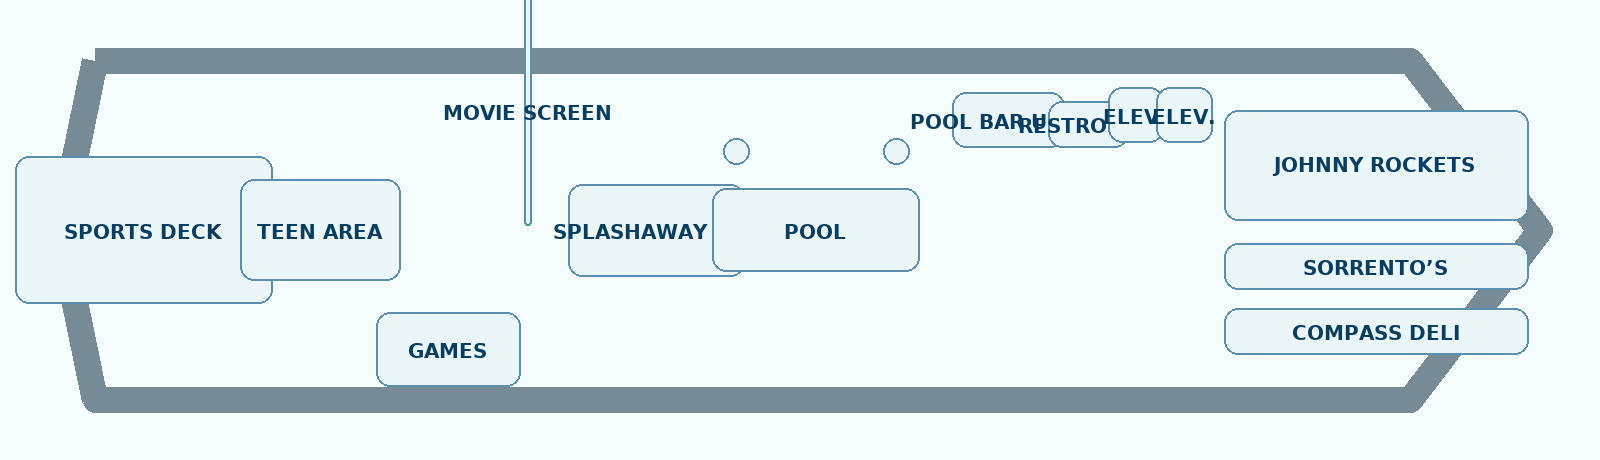 MOVIE SCREEN
POOL BAR
RESTRO
ELEV.
ELEV.
JOHNNY ROCKETS
SPORTS DECK
TEEN AREA
SPLASHAWAY
POOL
SORRENTO’S
GAMES
COMPASS DELI